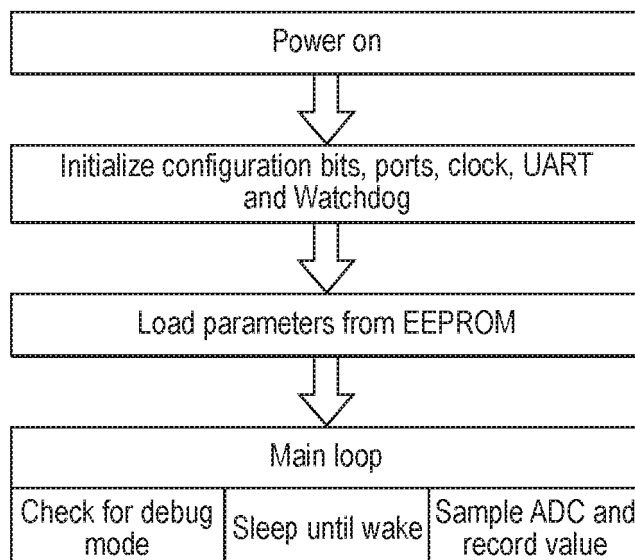 Power on
Initialize configuration bits, ports, clock, UART
and Watchdog
Load parameters from EEPROM
Main loop
Check for debug
mode
Sleep until wake
Sample ADC and
record value